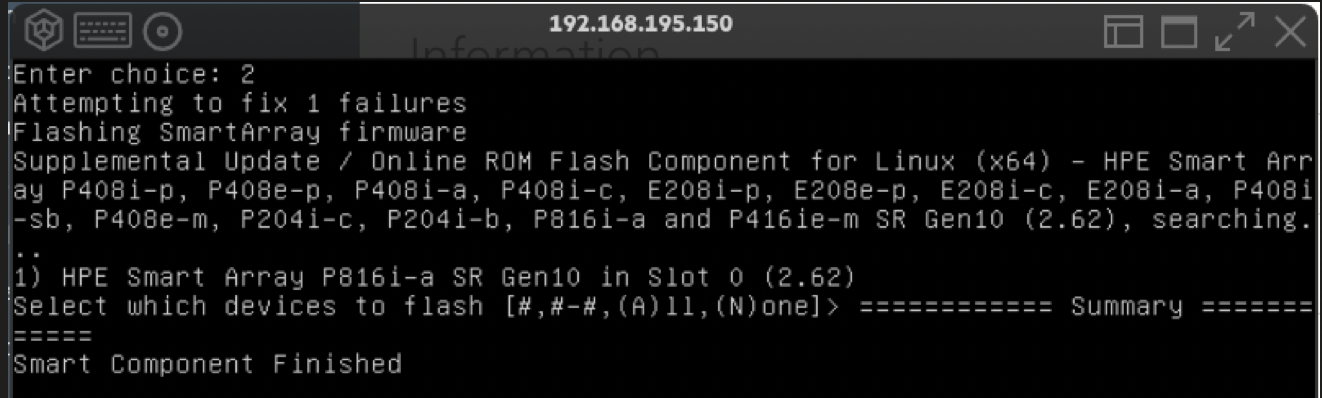 192.168.195.150
Information
Enter choice: 2
Attempting to fix 1 failures
Flashing SmartArray firmware
Supplemental Update / Online ROM Flash Component for Linux (x64) - HPE Smart Arr
ay P408i-p, P408e-p, P408i-a, P408i-c, E208i-p, E208e-p, E208i-c, E208i-a, P408i
-sb, P408e-m, P204i-c, P204i-b, P816i-a and P416ie-m SR Gen10 (2.62), searching.
..
1) HPE Smart Array P816i-a SR Gen10 in Slot 0 (2.62)
Select which devices to flash [#,#-#,(A)ll,(N)one]> ============ Summary =======
=====
Smart Component Finished